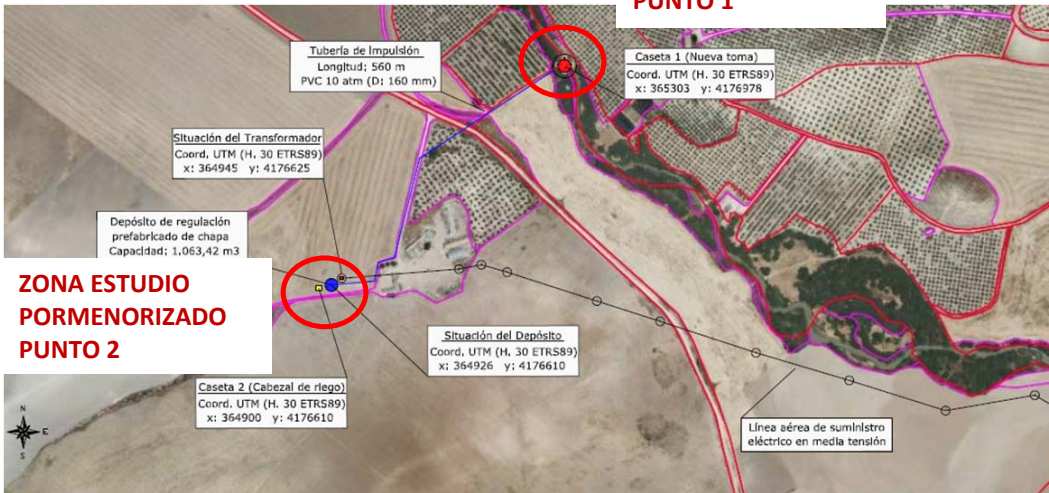 PUNTO 1
Tubería de Impulsión
Longitud: 560 m
PVC 10 atm (D: 160 mm)
Caseta 1 (Nueva toma)
Coord. UTM (H. 30 ETRS89)
x: 365303 y: 4176978
Situación del Transformador
Coord. UTM (H. 30 ETRS89)
x: 364945 y: 4176625
Depósito de regulación
prefabricado de chapa
Capacidad: 1,063,42 m3
ZONA ESTUDIO
PORMENORIZADO
PUNTO 2
Situación del Depósito
Coord. UTM (H. 30 ETRS89)
x: 364926 y: 4176610
Caseta 2 (Cabezal de riego)
Coord. UTM (H. 30 ETRS89)
x: 364900 y: 4176610
Línea aérea de suministro
eléctrico en media tensión
N
E
S